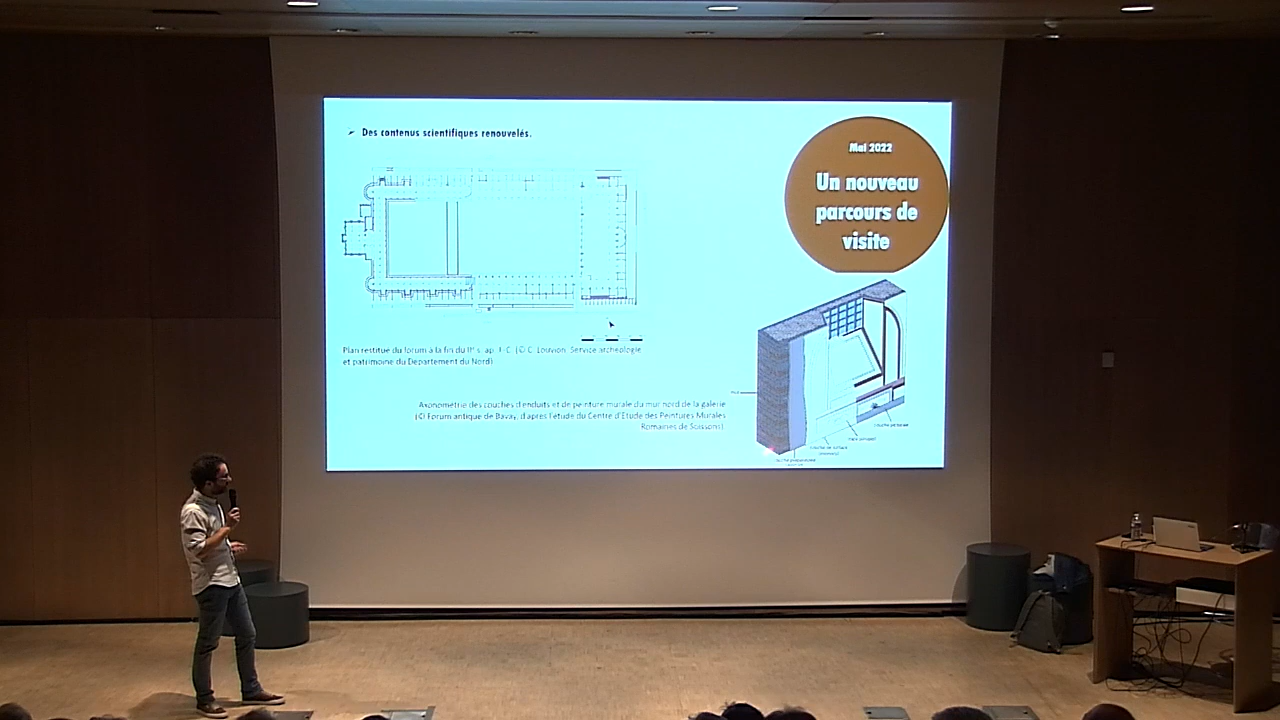 ➢ Des contenus scientifiques renouvelés.
Mai 2022
Un nouveau
parcours de
visite
Plan restitué du forum à la fin du IIe s. ap. J.-C. (© C. Louvion, Service archéologie
et patrimoine du Département du Nord)
Axonométrie des couches d'enduits et de peinture murale du mur nord de la galerie
(© Forum antique de Bavay, d'après l'étude du Centre d'Étude des Peintures Murales
Romaines de Soissons)